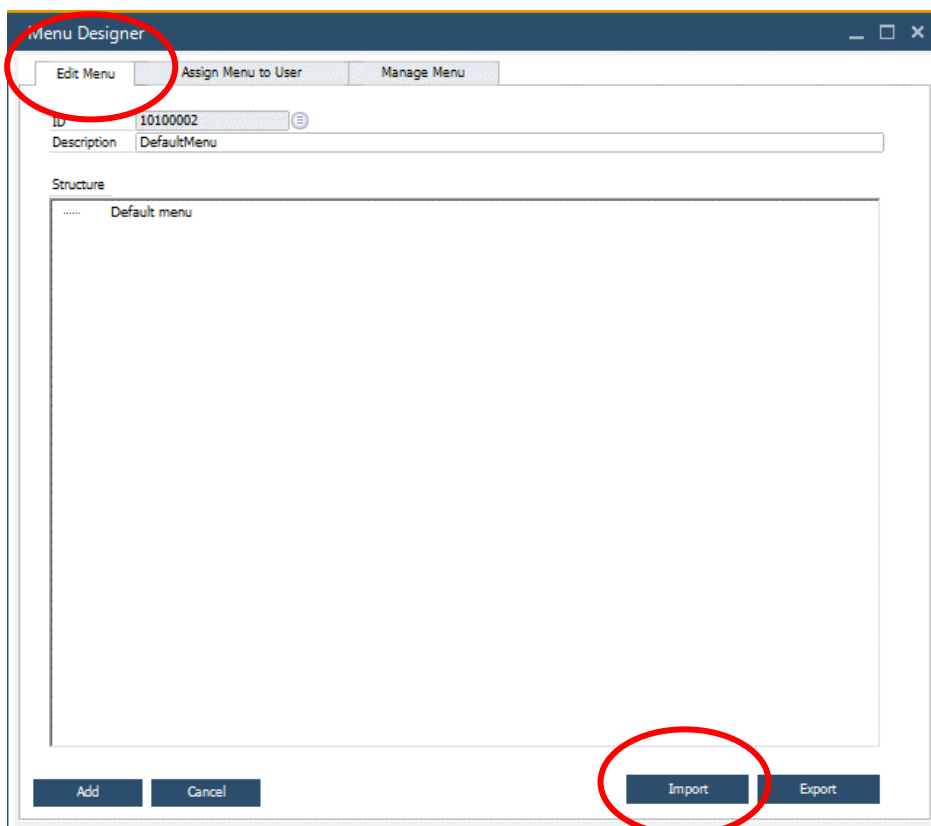 Menu Designer
Edit Menu Assign Menu to User Manage Menu
ID 10100002
Description DefaultMenu
Structure
Default menu
Add Cancel Import Export